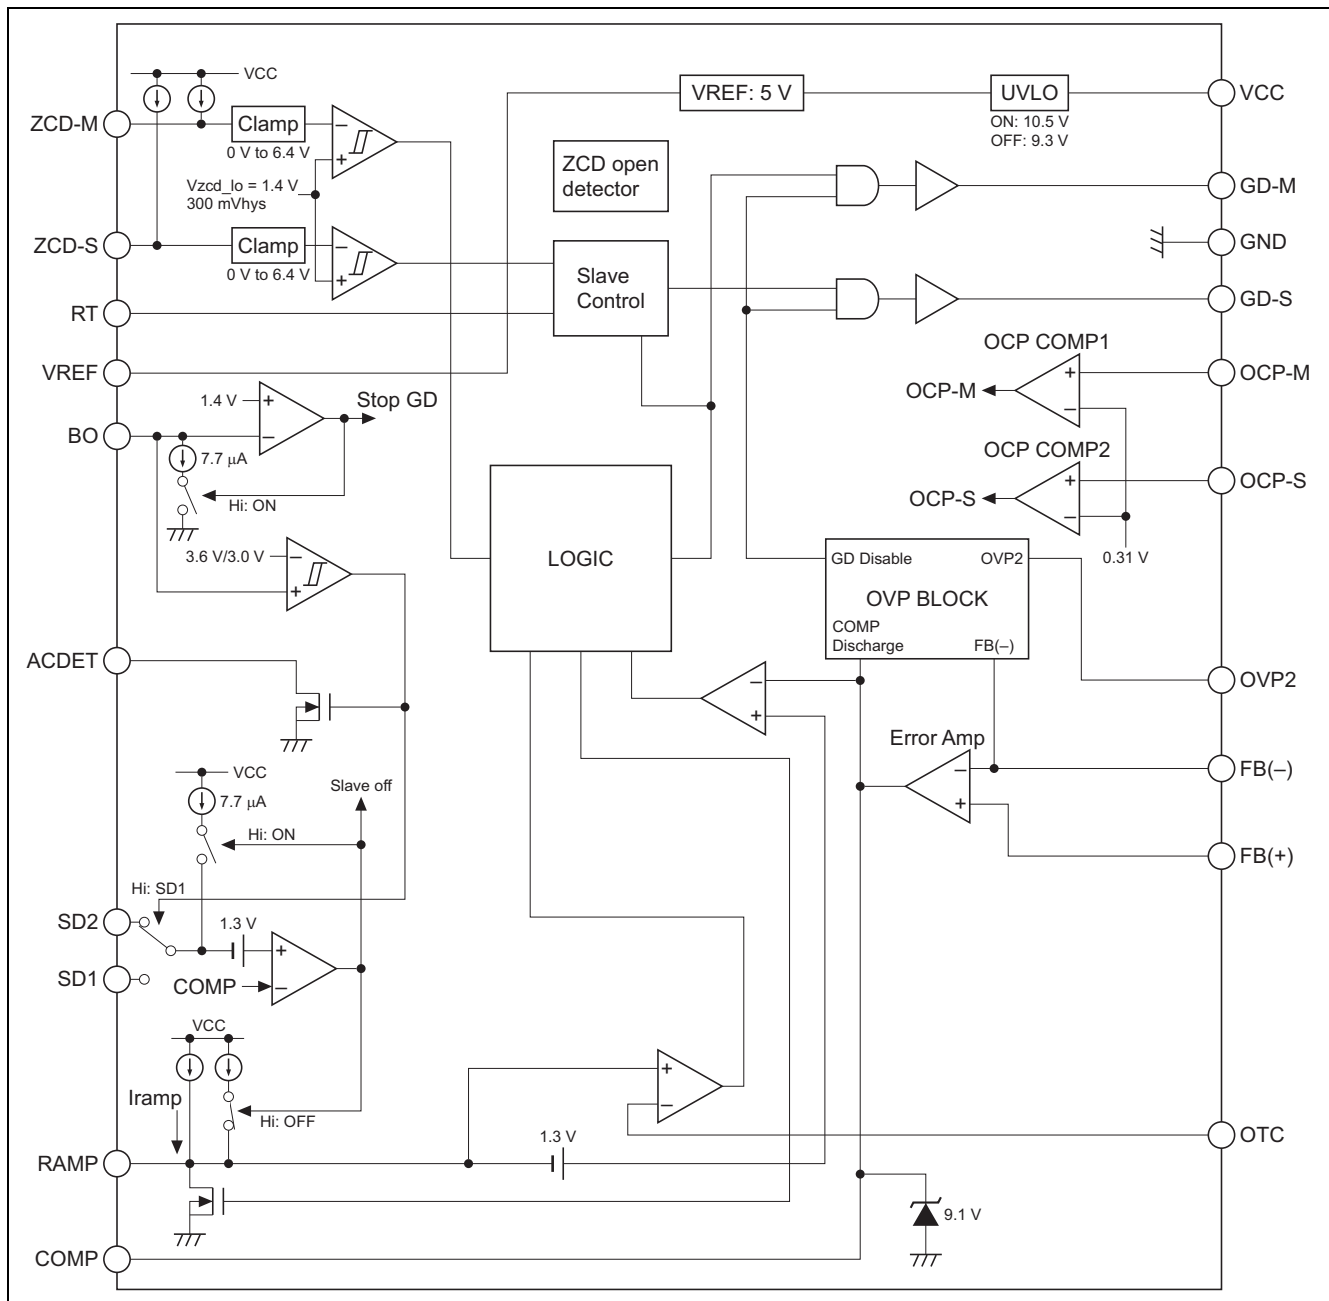 VCC
ZCD-M
Clamp
0 V to 6.4 V
−
+
Vzcd_lo = 1.4 V
300 mVhys
ZCD-S
Clamp
0 V to 6.4 V
−
+
RT
VREF
VREF: 5 V
UVLO
ON: 10.5 V
OFF: 9.3 V
VCC
ZCD open
detector
Slave
Control
GD-M
GND
GD-S
OCP COMP1
OCP-M
+
−
OCP-M
OCP COMP2
OCP-S
+
−
OCP-S
0.31 V
1.4 V
+
−
Stop GD
BO
7.7 μA
Hi: ON
3.6 V/3.0 V
−
+
LOGIC
GD Disable
OVP2
OVP BLOCK
COMP
Discharge
FB(–)
OVP2
ACDET
−
+
Error Amp
−
+
FB(–)
FB(+)
VCC
7.7 μA
Slave off
Hi: ON
Hi: SD1
SD2
1.3 V
+
−
SD1
COMP
VCC
Iramp
Hi: OFF
+
−
OTC
1.3 V
RAMP
9.1 V
COMP